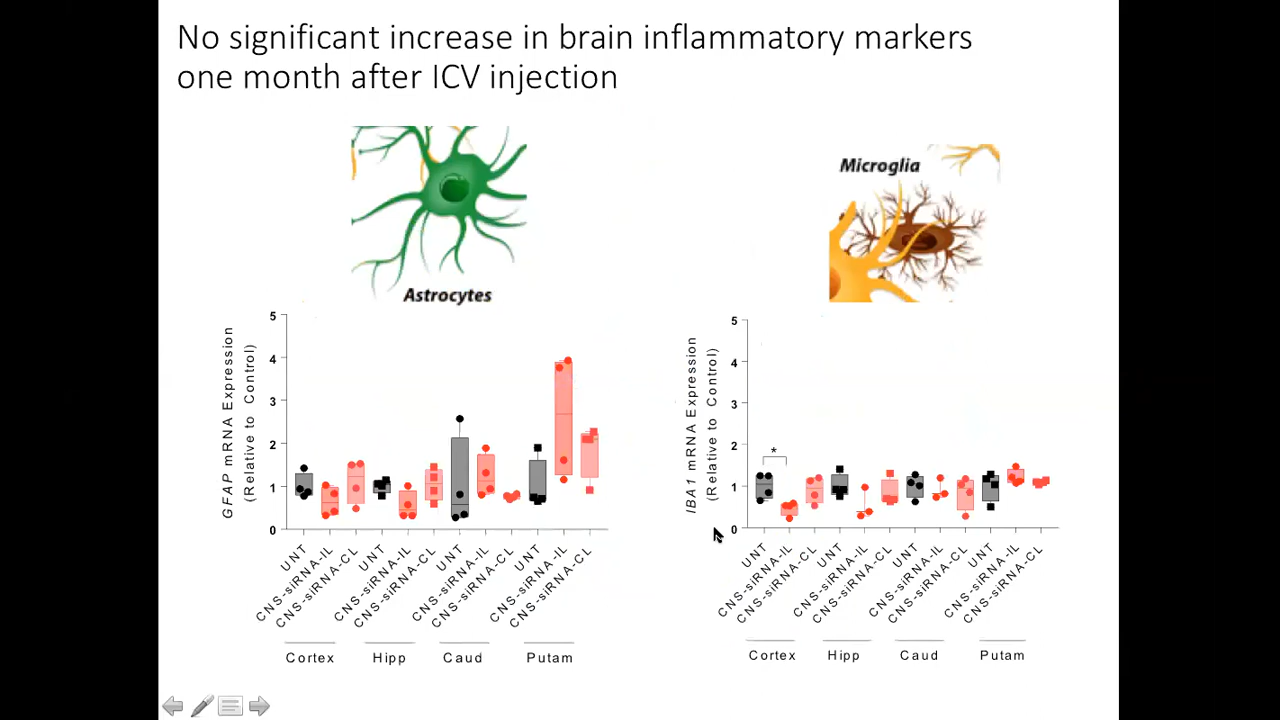 No significant increase in brain inflammatory markers
one month after ICV injection
Astrocytes
Microglia
GFAP mRNA Expression
(Relative to Control)
5
4
3
2
1
0
UNT
CNS-siRNA-IL
CNS-siRNA-CL
UNT
CNS-siRNA-IL
CNS-siRNA-CL
UNT
CNS-siRNA-IL
CNS-siRNA-CL
UNT
CNS-siRNA-IL
CNS-siRNA-CL
Cortex Hipp Caud Putam
IBA1 mRNA Expression
(Relative to Control)
5
4
3
2
1
0
*
UNT
CNS-siRNA-IL
CNS-siRNA-CL
UNT
CNS-siRNA-IL
CNS-siRNA-CL
UNT
CNS-siRNA-IL
CNS-siRNA-CL
UNT
CNS-siRNA-IL
CNS-siRNA-CL
Cortex Hipp Caud Putam